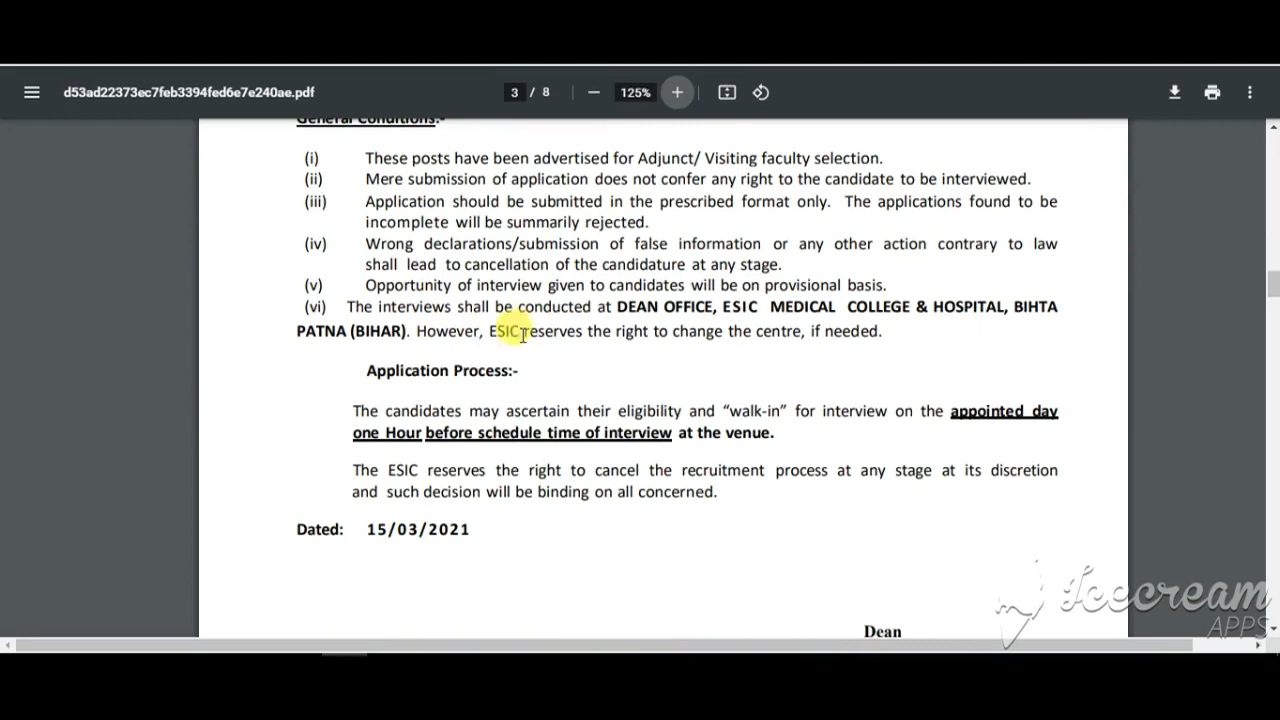 d53ad22373ec7feb3394fed6e7e240ae.pdf
3 / 8
125%
General Conditions:-
(i) These posts have been advertised for Adjunct/ Visiting faculty selection.
(ii) Mere submission of application does not confer any right to the candidate to be interviewed.
(iii) Application should be submitted in the prescribed format only. The applications found to be
incomplete will be summarily rejected.
(iv) Wrong declarations/submission of false information or any other action contrary to law
shall lead to cancellation of the candidature at any stage.
(v) Opportunity of interview given to candidates will be on provisional basis.
(vi) The interviews shall be conducted at DEAN OFFICE, ESIC MEDICAL COLLEGE & HOSPITAL, BIHTA
PATNA (BIHAR). However, ESIC reserves the right to change the centre, if needed.
Application Process:-
The candidates may ascertain their eligibility and “walk-in” for interview on the appointed day
one Hour before schedule time of interview at the venue.
The ESIC reserves the right to cancel the recruitment process at any stage at its discretion
and such decision will be binding on all concerned.
Dated: 15/03/2021
Dean
Icecream
APPS